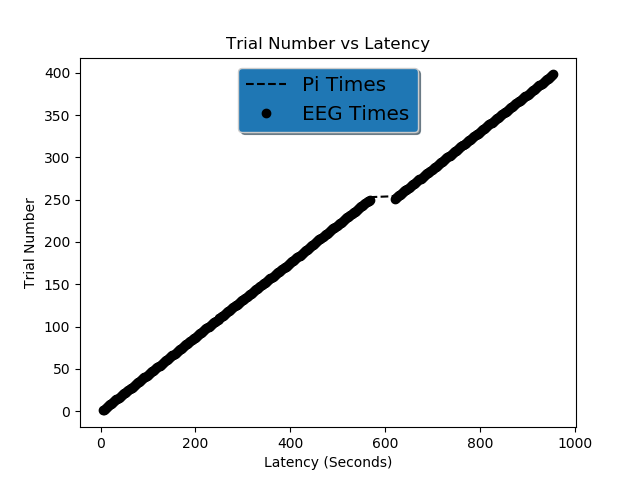 Trial Number vs Latency
Pi Times
EEG Times
400
350
300
250
200
150
100
50
0
Trial Number
0 200 400 600 800 1000
Latency (Seconds)